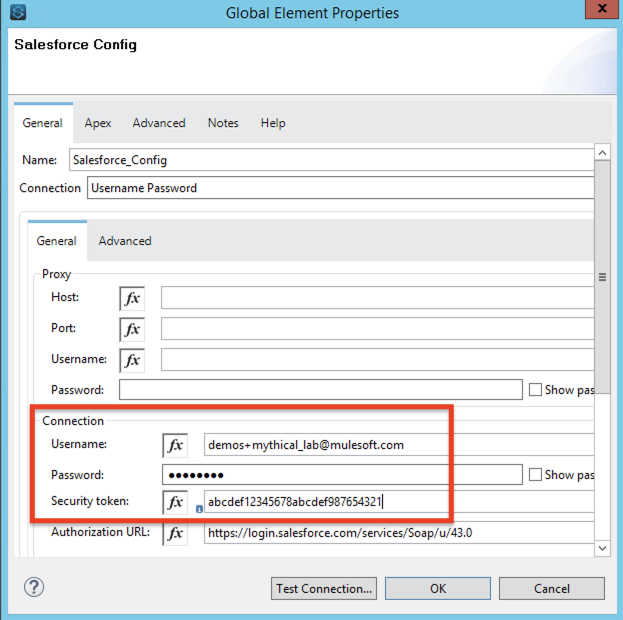 Global Element Properties
X
Salesforce Config
General Apex Advanced Notes Help
Name: Salesforce_Config
Connection Username Password
General Advanced
Proxy
Host: fx
Port: fx
Username: fx
Password: Show pas
Connection
Username: fx demos+mythical_lab@mulesoft.com
Password: ●●●●●●●● Show pas
Security token: fx i abcdef12345678abcdef987654321
Authorization URL: fx https://login.salesforce.com/services/Soap/u/43.0
? Test Connection... OK Cancel